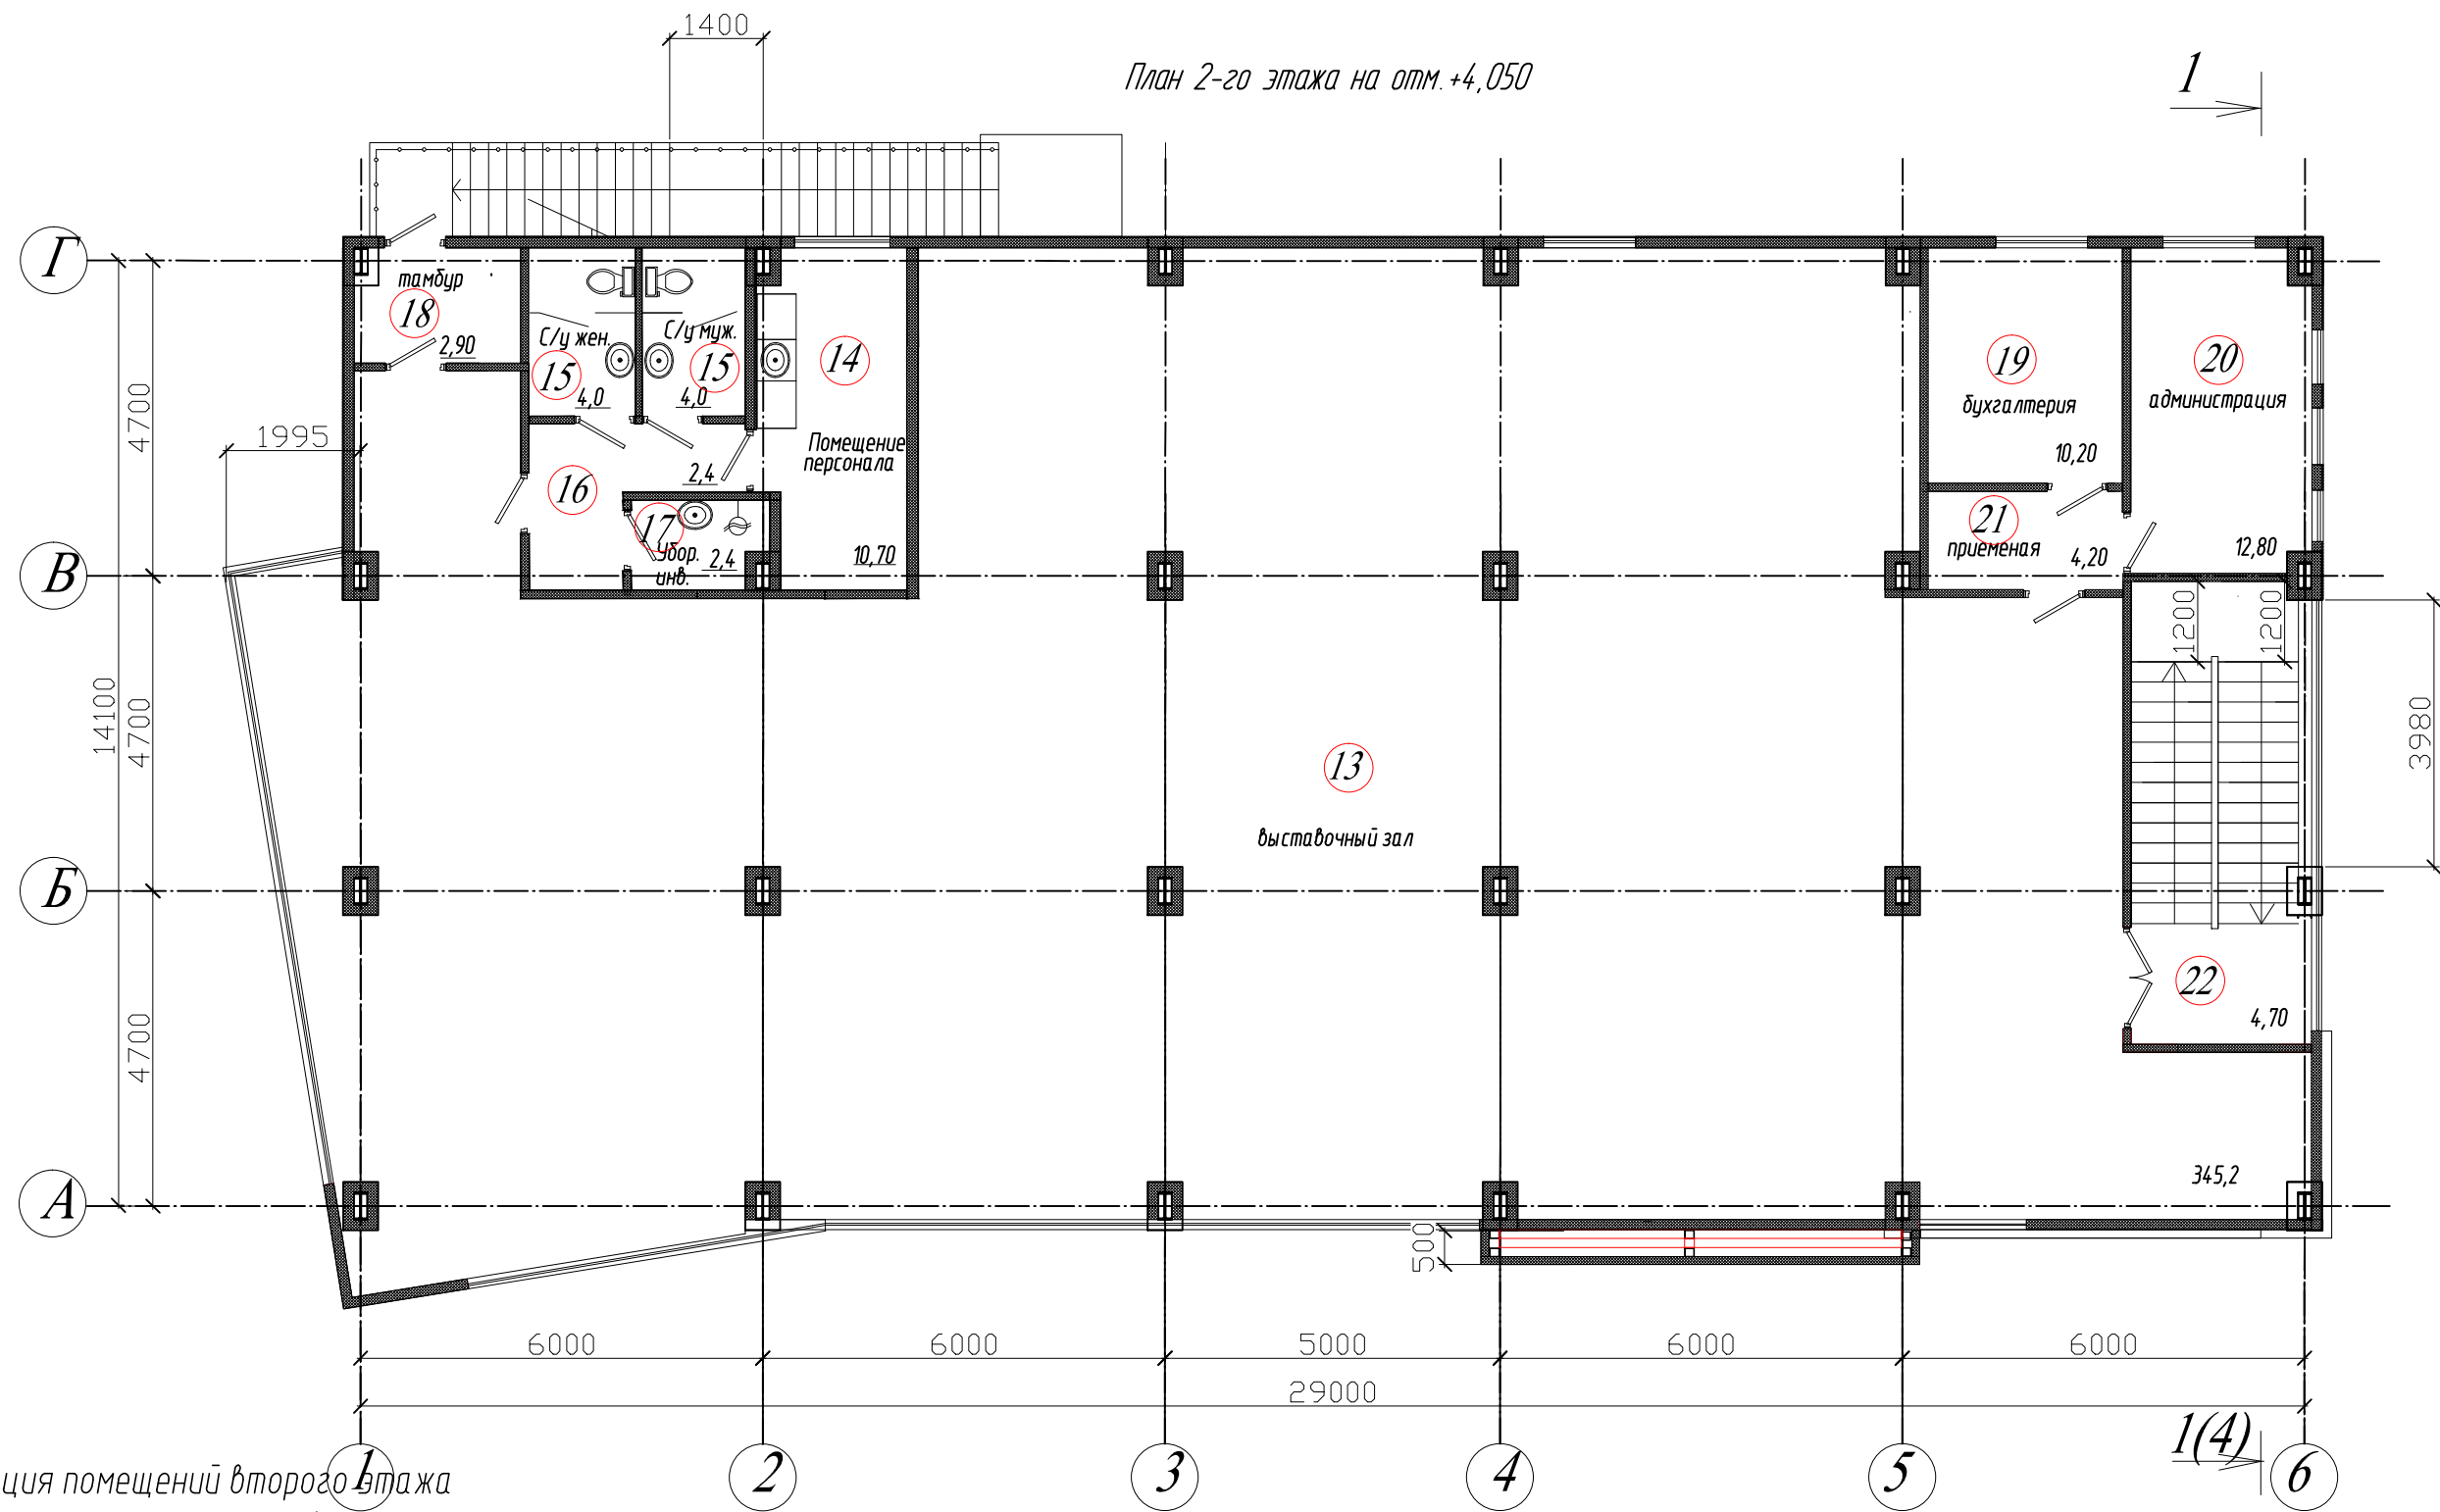 1400
План 2-го этажа на отм.+4,050
1
Г
тамбур
18
2,90
С/у жен.
15
4,0
С/у муж.
15
4,0
14
Помещение
персонала
10,70
19
бухгалтерия
10,20
20
администрация
12,80
4700
1995
16
2,4
17
Убор.
инв.
2,4
21
приеменая
4,20
В
1200
1200
14100
4700
3980
13
выставочный зал
Б
22
4,70
4700
345,2
А
500
6000
6000
5000
6000
6000
29000
1(4)
1
2
3
4
5
6
ция помещений второго этажа